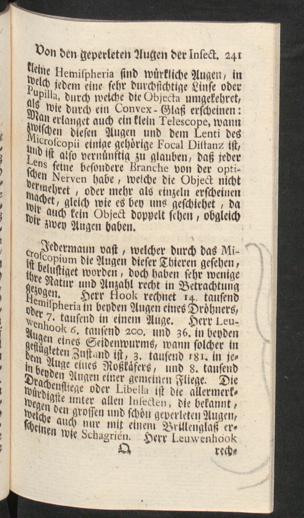 Von den geperleten Augen der Insect. 241
kleine Hemispheria sind würkliche Augen, in
welch jedem eine sehr durchsichtige Linse oder
Pupilla, durch welche die Objecta umgekehret,
als wie durch ein Convex-Glaß erscheinen:
Man erlanget auch ein klein Telescope, wann
zwischen diesen Augen und dem Lenti des
Microscopii einige gehörige Focal Distanz ist,
und ist also vernünftig zu glauben, daß jeder
Lens seine besondere Branche von der opti-
schen Nerven habe, welche die Object nicht
vermehret, oder mehr als einzeln erscheinen
machet, gleich wie es bey uns geschiehet, da
wir auch kein Object doppelt sehen, obgleich
wir zwey Augen haben.
Jedermann vast, welcher durch das Mi-
croscopium die Augen dieser Thieren gesehen,
ist belustiget worden, doch haben sehr wenige
ihre Natur und Anzahl recht in Betrachtung
gezogen. Herr Hook rechnet 14. tausend
Hemispheria in beyden Augen eines Dröhners,
oder 7. tausend in einem Auge. Herr Leu-
wenhook 6. tausend 200. und 36. in beyden
Augen eines Seidenwurms, wann solcher in
geflügleten Zustand ist, 3. tausend 181. in je-
dem Auge eines Roßkäfers, und 8. tausend
in beyden Augen einer gemeinen Fliege. Die
Drachenfliege oder Libella ist die allermerk-
würdigste unter allen Insecten, die bekannt,
wegen den grossen und schön geperleten Augen,
welche auch nur mit einem Brillenglaß er-
scheinen wie Schagrien. Herr Leuwenhook
Q rech-